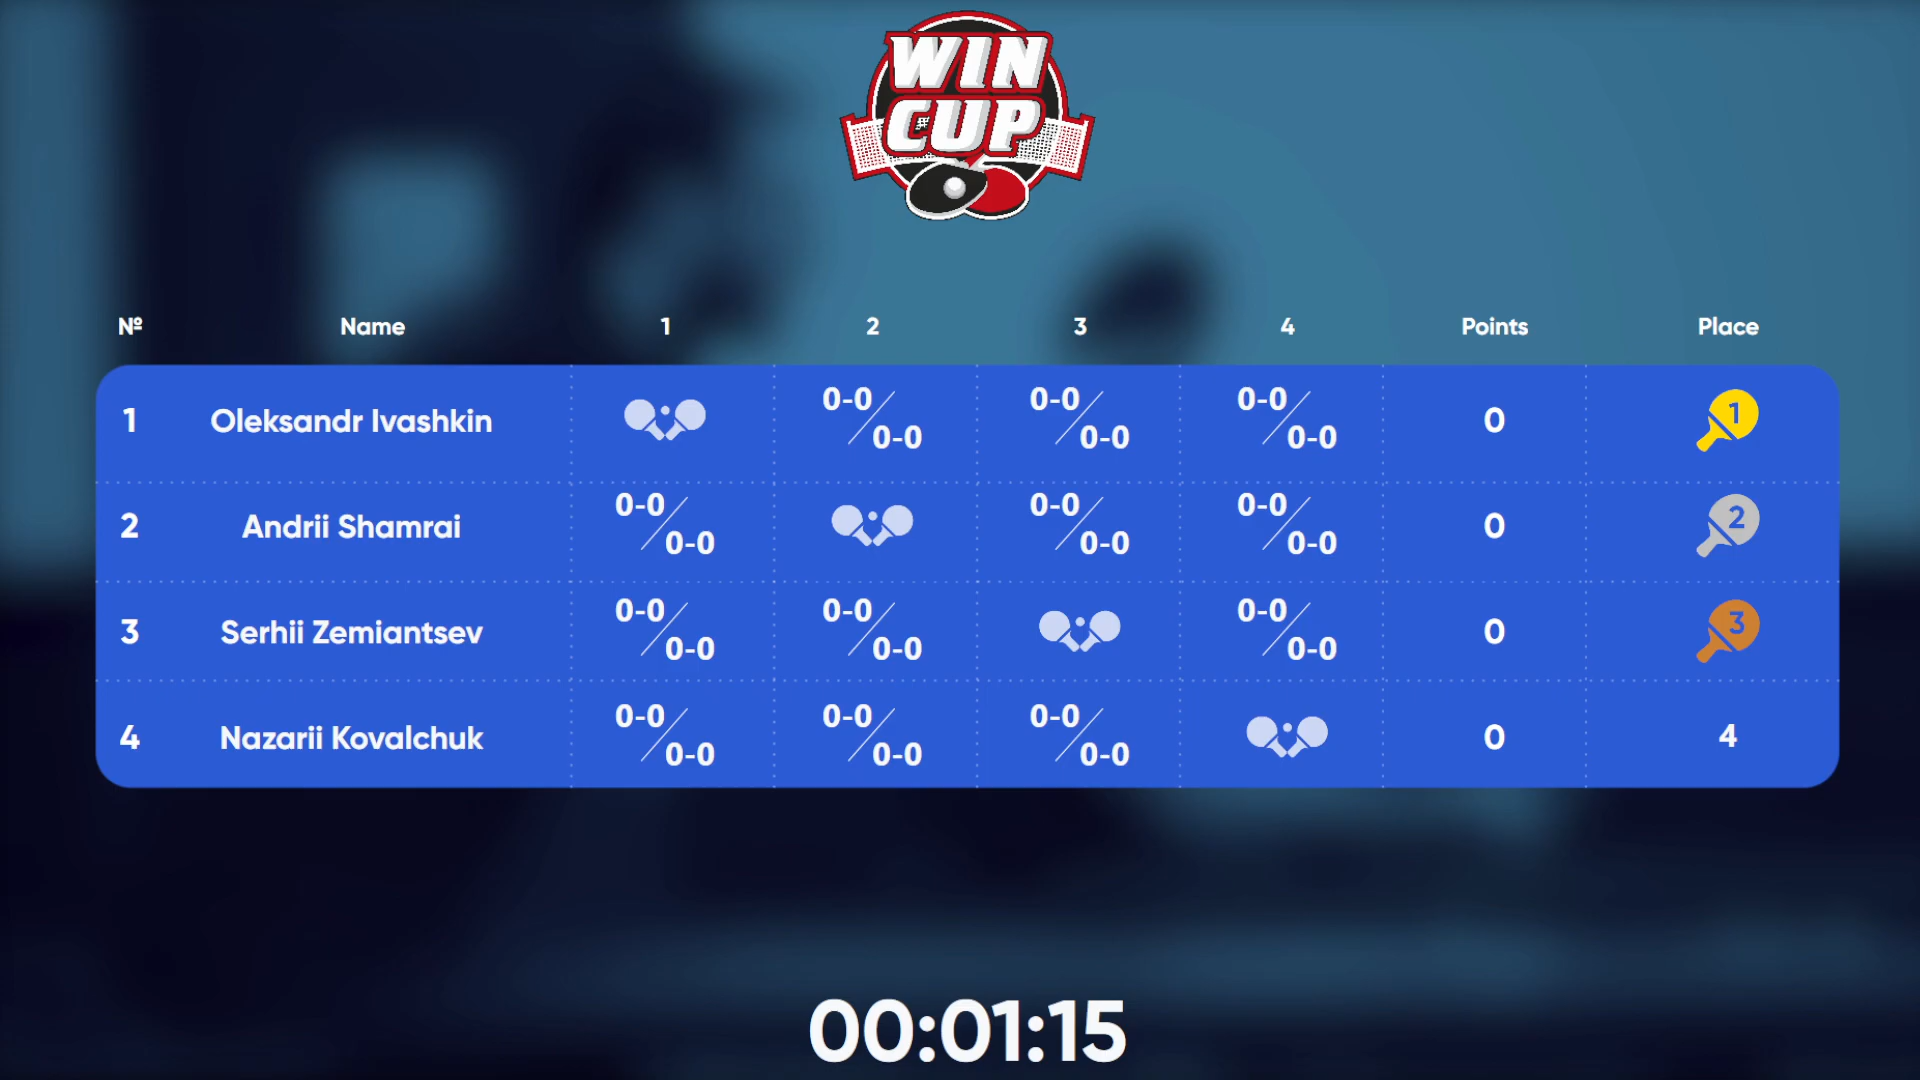 WIN
CUP
Nº Name 1 2 3 4 Points Place
1 Oleksandr Ivashkin 0-0 0-0 0-0 0-0 0-0 0-0 0 1
2 Andrii Shamrai 0-0 0-0 0-0 0-0 0-0 0-0 0 2
3 Serhii Zemiantsev 0-0 0-0 0-0 0-0 0-0 0-0 0 3
4 Nazarii Kovalchuk 0-0 0-0 0-0 0-0 0-0 0-0 0 4
00:01:15